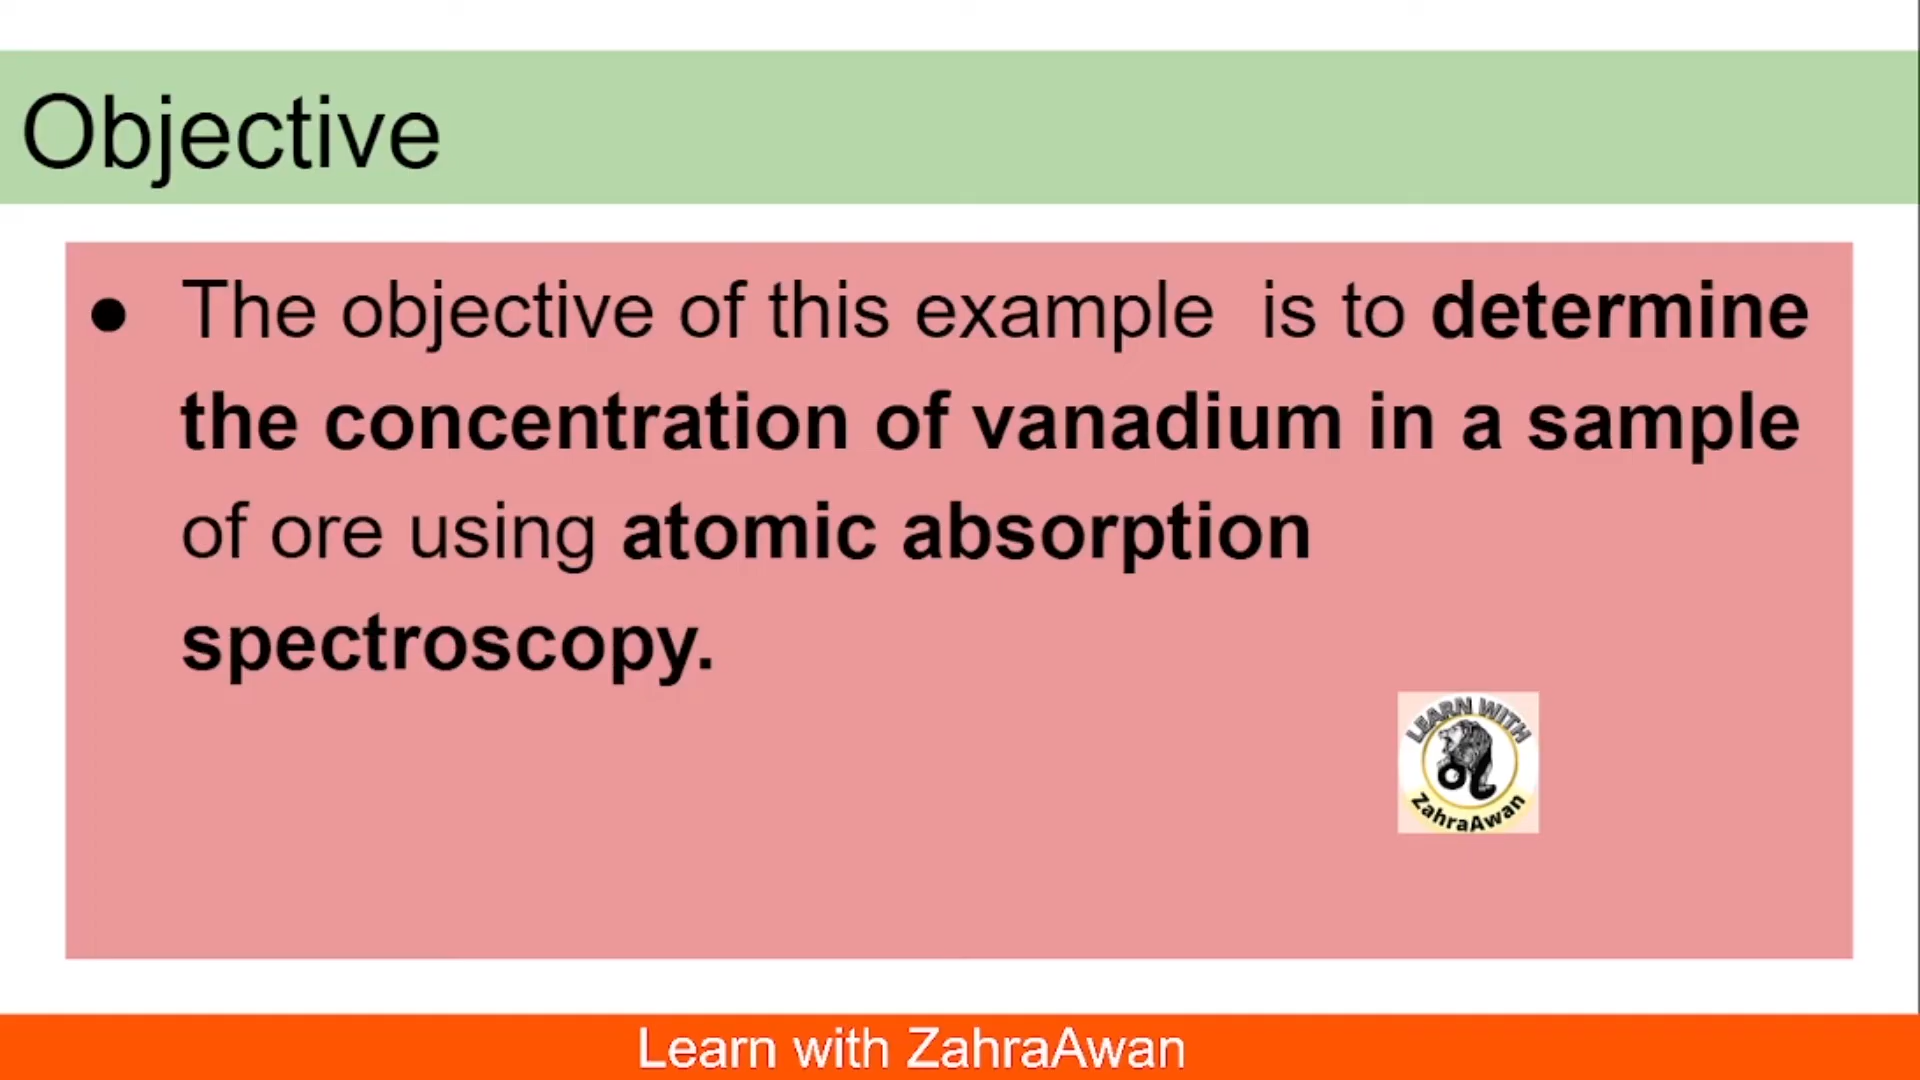 Objective
● The objective of this example  is to determine
the concentration of vanadium in a sample
of ore using atomic absorption
spectroscopy.
LEARN WITH
ZahraAwan
Learn with ZahraAwan